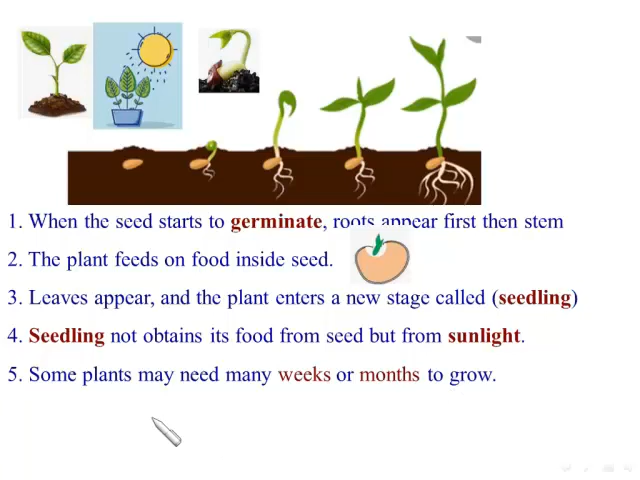 1. When the seed starts to germinate, roots appear first then stem
2. The plant feeds on food inside seed.
3. Leaves appear, and the plant enters a new stage called (seedling)
4. Seedling not obtains its food from seed but from sunlight.
5. Some plants may need many weeks or months to grow.